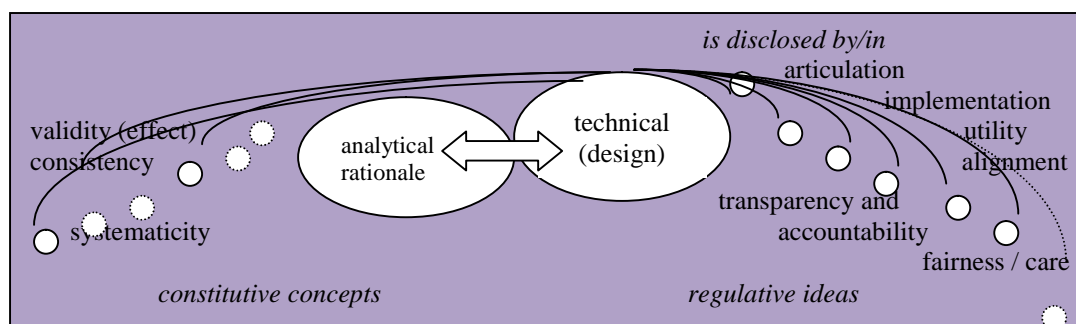 is disclosed by/in
articulation
implementation
validity (effect)
analytical
technical
utility
consistency
rationale
(design)
alignment
transparency and
systematicity
accountability
fairness / care
constitutive concepts
regulative ideas